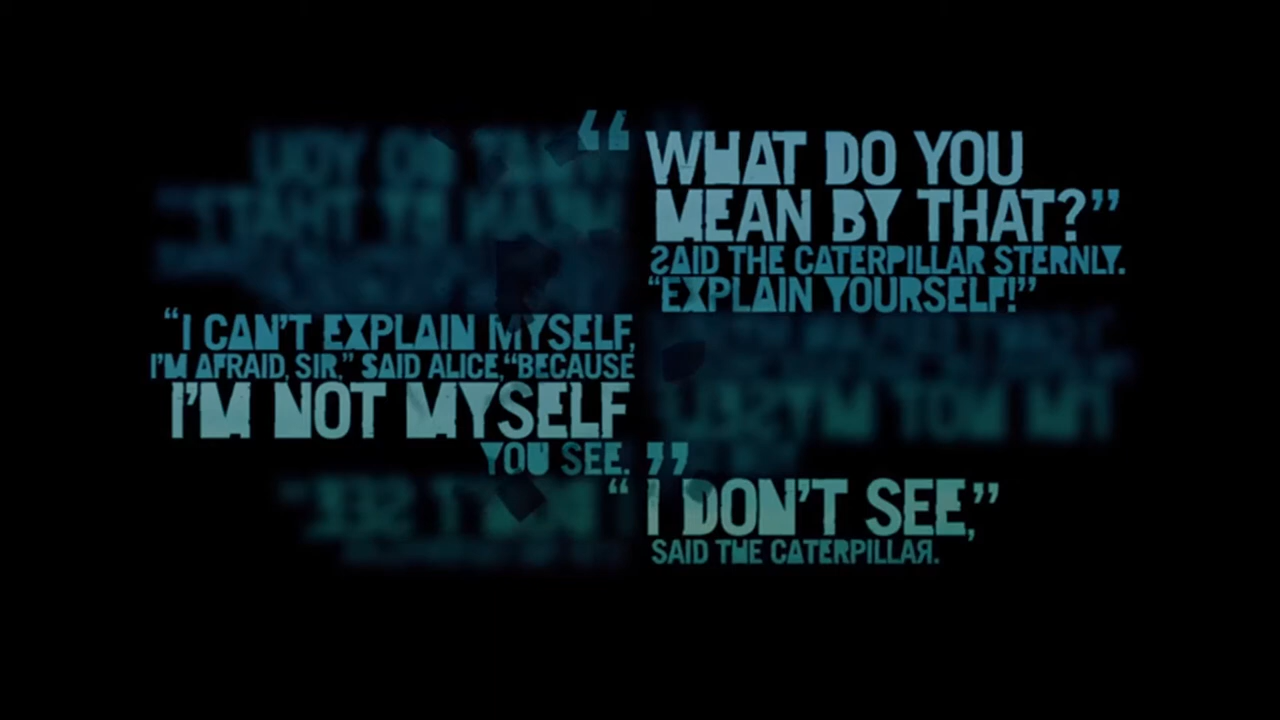 “WHAT DO YOU
MEAN BY THAT?”
SAID THE CATERPILLAR STERNLY.
“EXPLAIN YOURSELF!”
“I CAN’T EXPLAIN MYSELF,
I’M AFRAID, SIR,” SAID ALICE, “BECAUSE
I’M NOT MYSELF
YOU SEE.”
“I DON’T SEE,”
SAID THE CATERPILLAR.